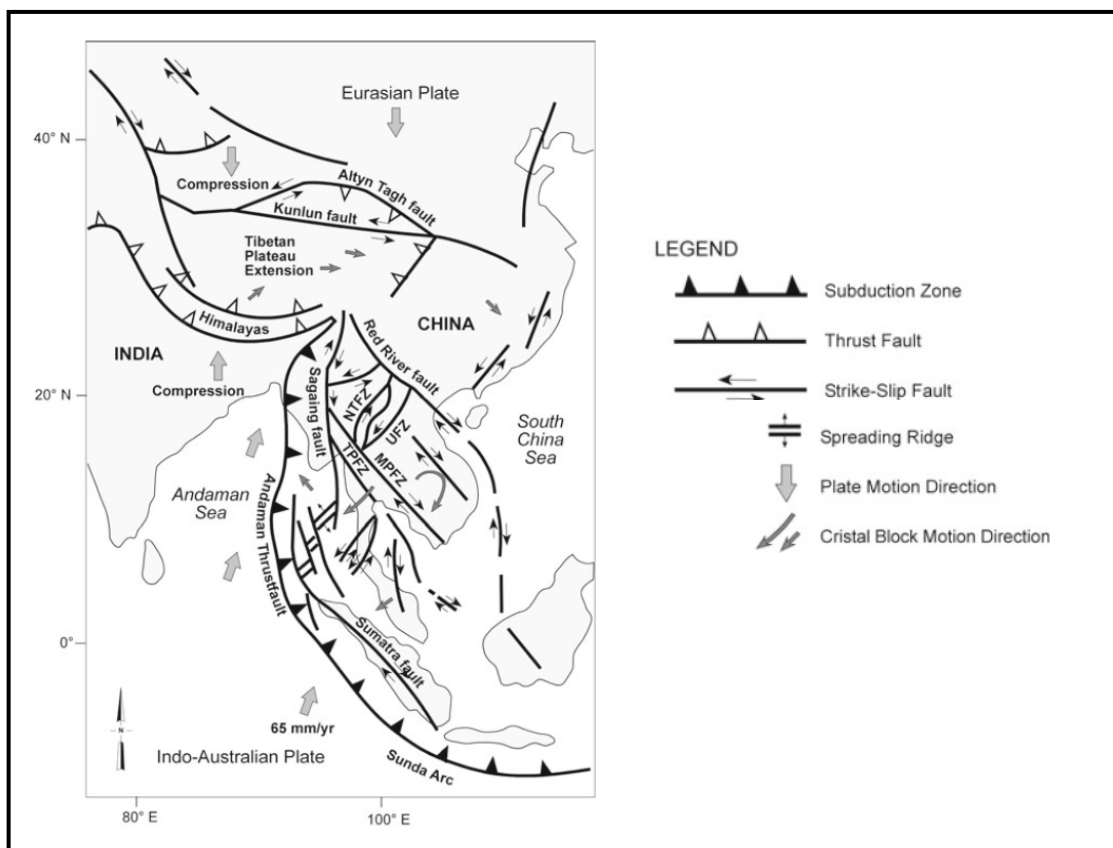 Eurasian Plate
40° N
Compression
Altyn Tagh fault
Kunlun fault
Tibetan
Plateau
Extension
Himalayas
CHINA
INDIA
Red River fault
Compression
20° N
Sagaing fault
NTFZ
UFZ
TPFZ
MPFZ
South
China
Sea
Andaman
Sea
Andaman Thrustfault
0°
Sumatra fault
65 mm/yr
N
Indo-Australian Plate
Sunda Arc
80° E
100° E
LEGEND
Subduction Zone
Thrust Fault
Strike-Slip Fault
Spreading Ridge
Plate Motion Direction
Cristal Block Motion Direction